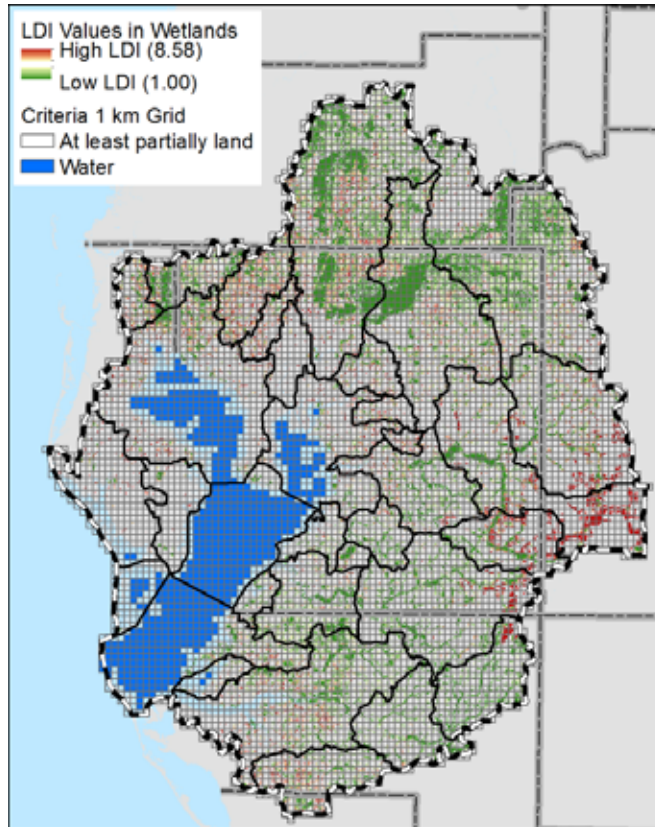 LDI Values in Wetlands
High LDI (8.58)
Low LDI (1.00)
Criteria 1 km Grid
At least partially land
Water